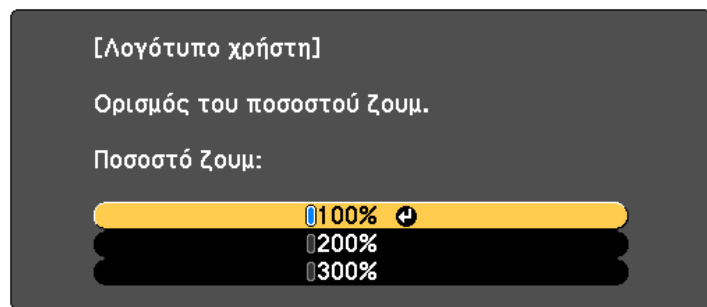 [Λογότυπο χρήστη]
Ορισμός του ποσοστού ζουμ.
Ποσοστό ζουμ:
100%
200%
300%